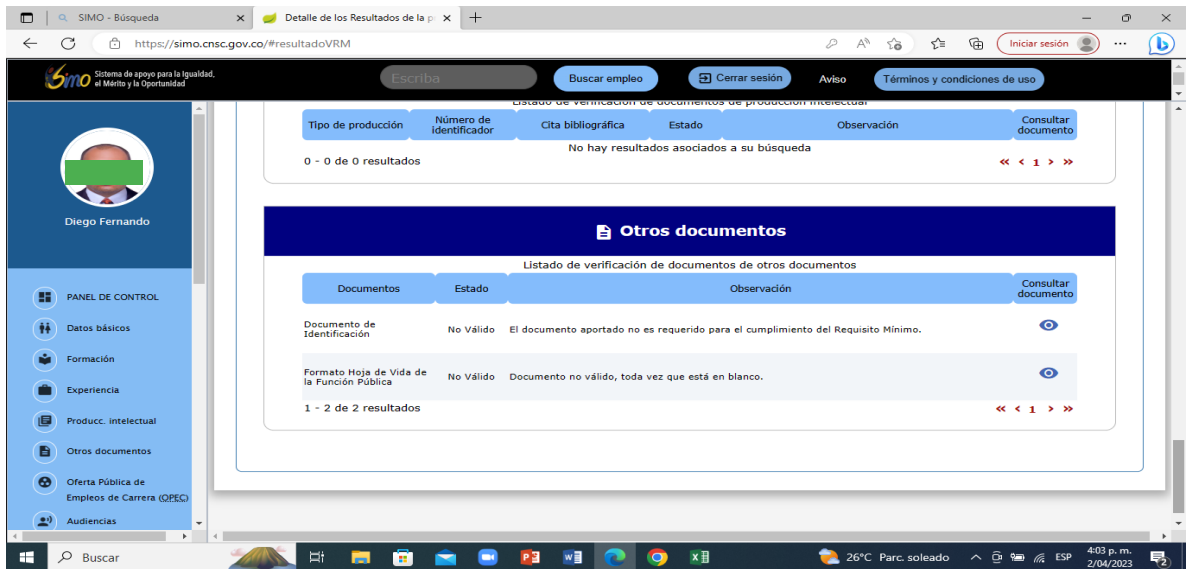 SIMO - Búsqueda
Detalle de los Resultados de la p
https://simo.cnsc.gov.co/#resultadoVRM
Iniciar sesión
Simo Sistema de apoyo para la Igualdad,
el Mérito y la Oportunidad
Escriba
Buscar empleo
Cerrar sesión
Aviso
Términos y condiciones de uso
Listado de verificación de documentos de producción intelectual
Tipo de producción
Número de
identificador
Cita bibliográfica
Estado
Observación
Consultar
documento
No hay resultados asociados a su búsqueda
0 - 0 de 0 resultados
« < 1 > »
Diego Fernando
PANEL DE CONTROL
Datos básicos
Formación
Experiencia
Producc. intelectual
Otros documentos
Oferta Pública de
Empleos de Carrera (OPEC)
Audiencias
Otros documentos
Listado de verificación de documentos de otros documentos
Documentos
Estado
Observación
Consultar
documento
Documento de
Identificación
No Válido
El documento aportado no es requerido para el cumplimiento del Requisito Mínimo.
Formato Hoja de Vida de
la Función Pública
No Válido
Documento no válido, toda vez que está en blanco.
1 - 2 de 2 resultados
« < 1 > »
Buscar
26°C Parc. soleado
ESP
4:03 p. m.
2/04/2023